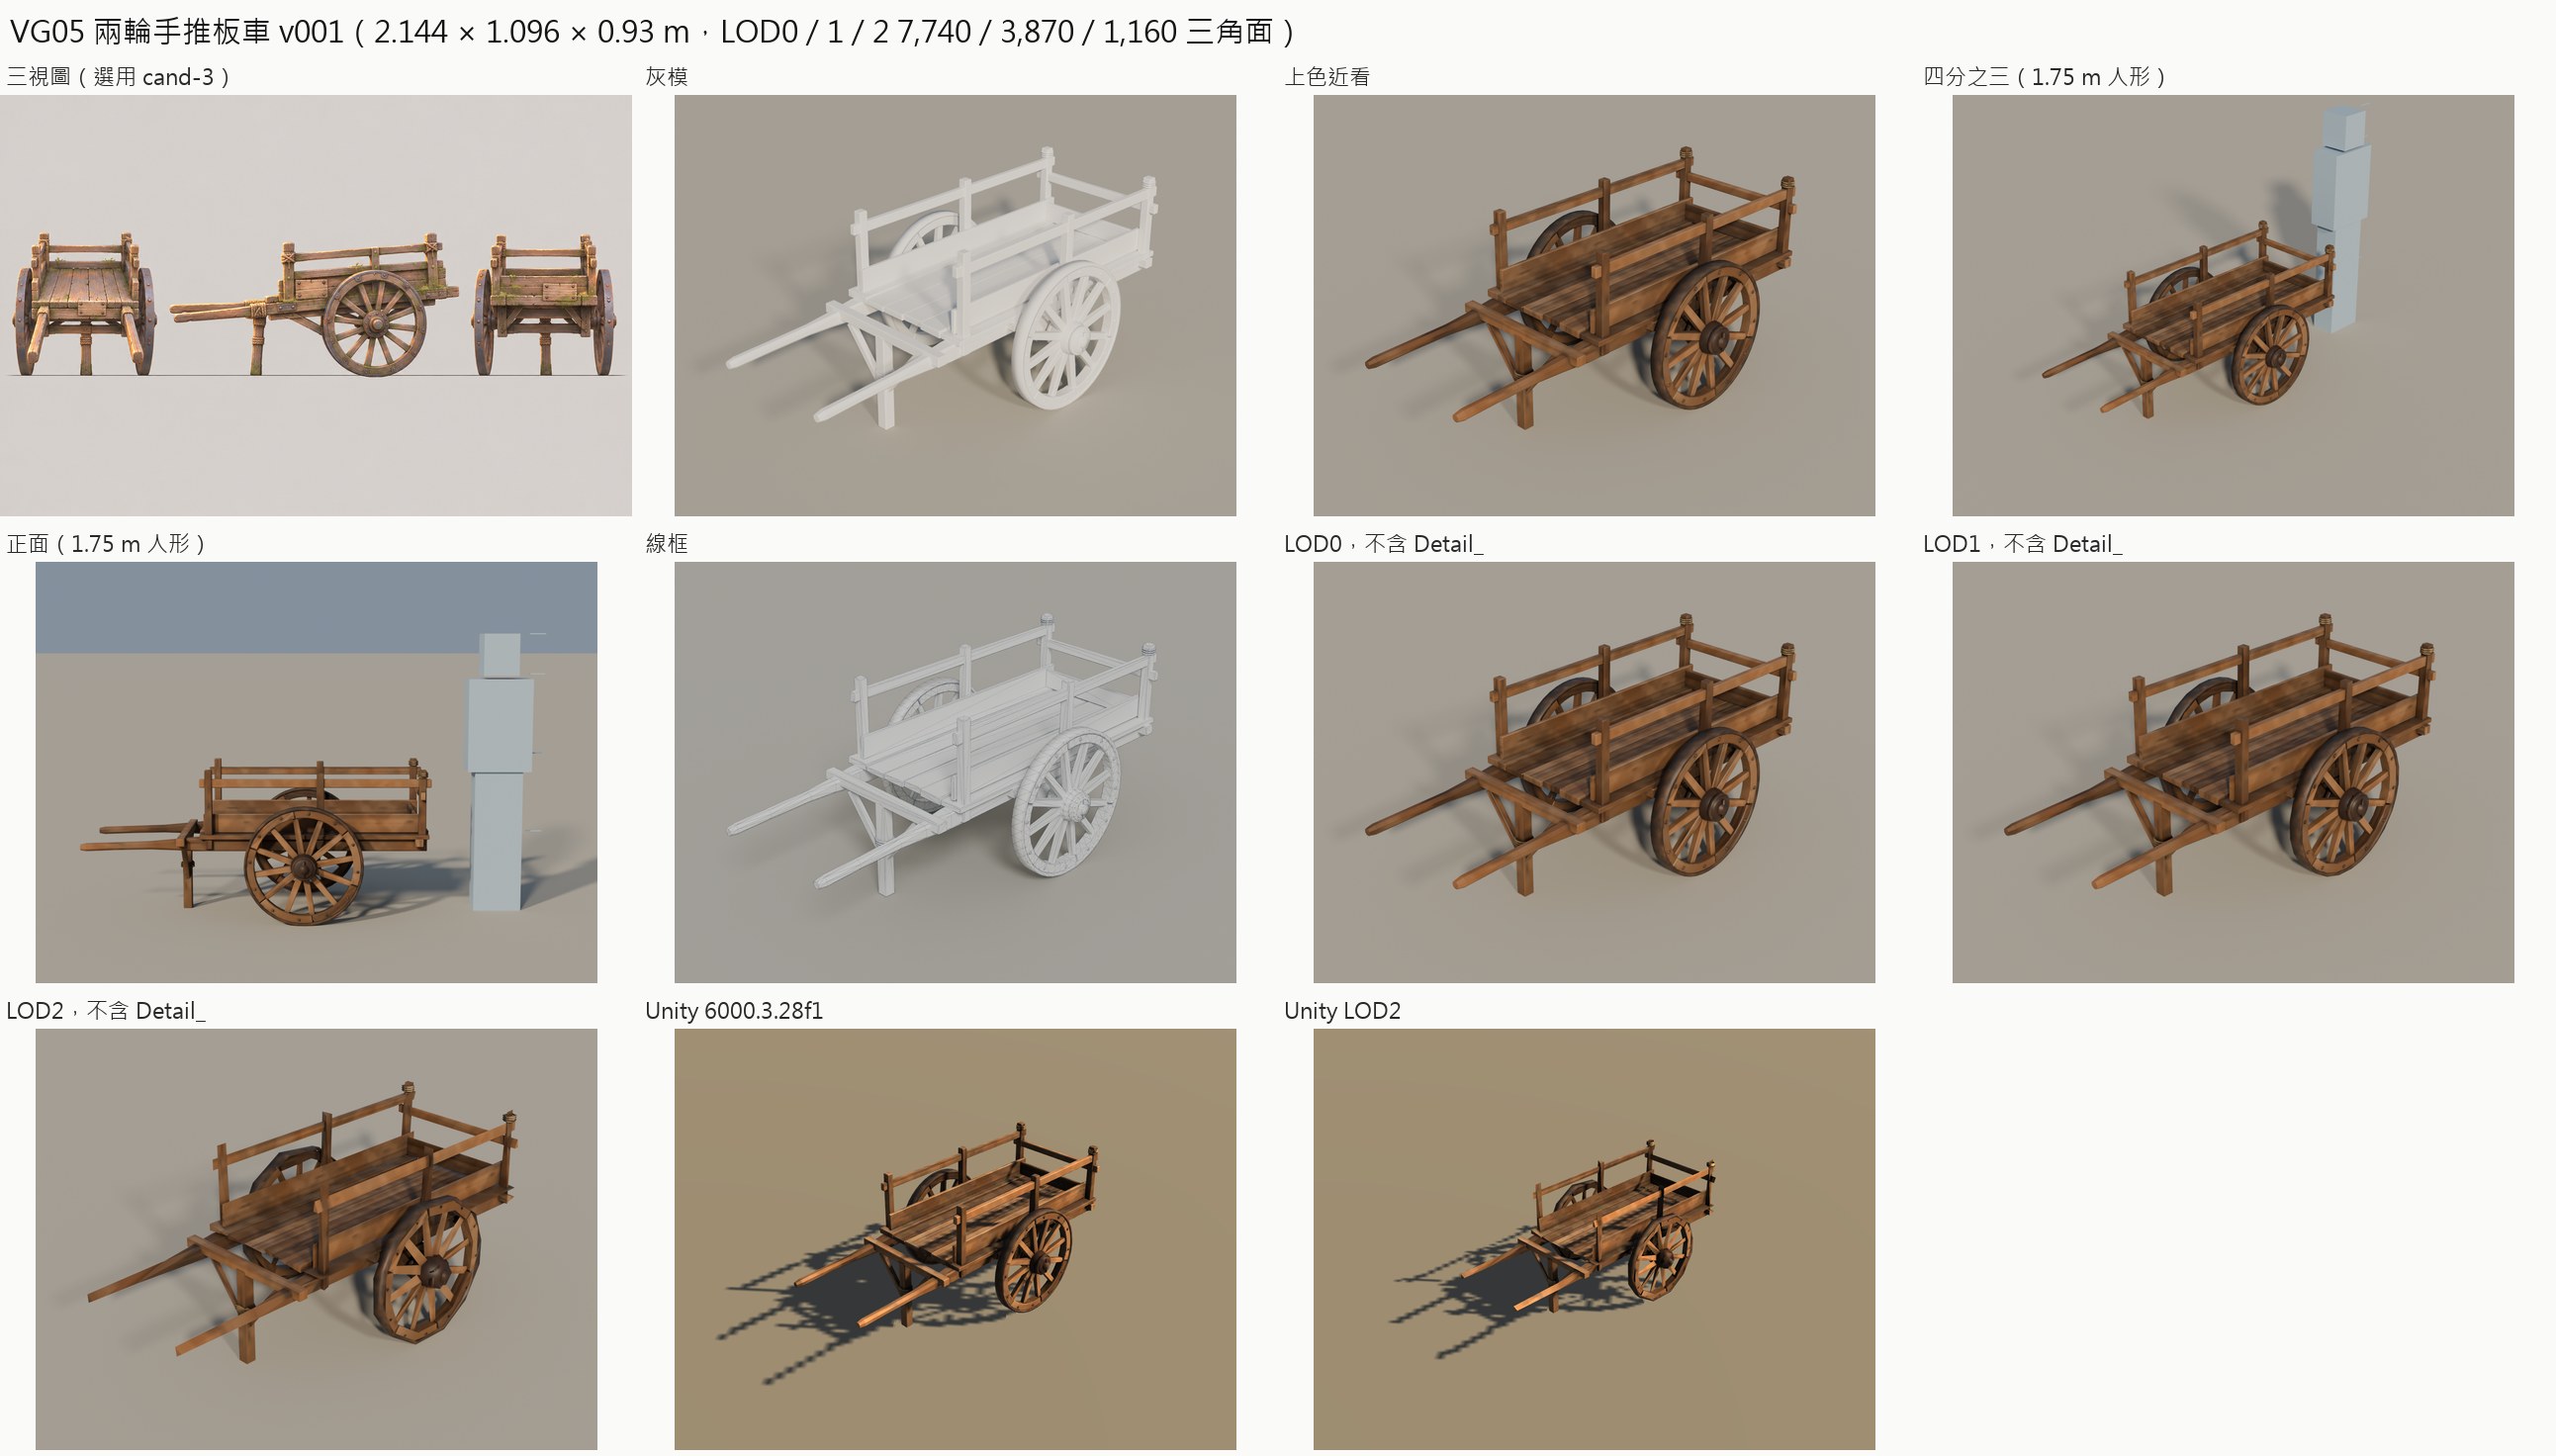 VG05 兩輪手推板車 v001（2.144 × 1.096 × 0.93 m，LOD0 / 1 / 2 7,740 / 3,870 / 1,160 三角面）
三視圖（選用 cand-3）
灰模
上色近看
四分之三（1.75 m 人形）
正面（1.75 m 人形）
線框
LOD0，不含 Detail_
LOD1，不含 Detail_
LOD2，不含 Detail_
Unity 6000.3.28f1
Unity LOD2